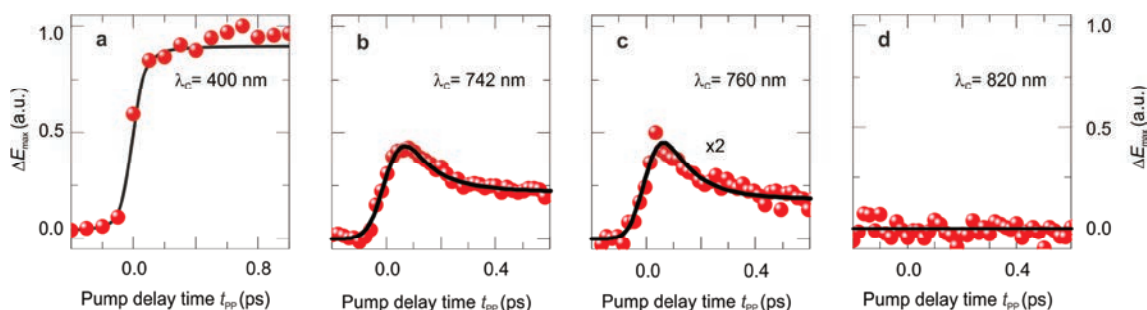 a
λC= 400 nm
1.0
0.5
0.0
ΔEmax(a.u.)
0.0
0.8
Pump delay time tPP(ps)
b
λC= 742 nm
0.0
0.4
Pump delay time tPP(ps)
c
λC= 760 nm
x2
0.0
0.4
Pump delay time tPP(ps)
d
λC= 820 nm
1.0
0.5
0.0
ΔEmax(a.u.)
0.0
0.4
Pump delay time tPP(ps)